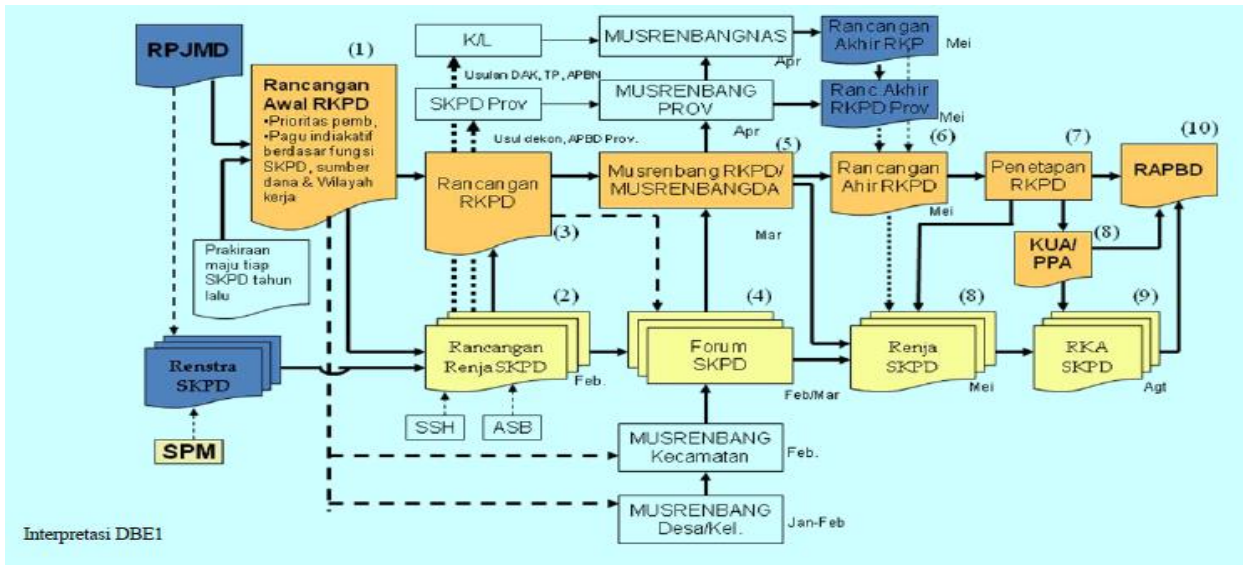 RPJMD
(1)
Rancangan
Awal RKPD
•Prioritas pemb,
•Pagu indiakatif
berdasar fungsi
SKPD, sumber
dana & Wilayah
kerja
Prakiraan
maju tiap
SKPD tahun
lalu
Renstra
SKPD
SPM
K/L
Usulan DAK, TP, APBN
SKPD Prov
Usul dekon, APBD Prov.
Rancangan
RKPD
(3)
(2)
Rancangan
Renja SKPD
Feb.
SSH
ASB
MUSRENBANGNAS
Apr
MUSRENBANG
PROV
Apr
(5)
Musrenbang RKPD/
MUSRENBANGDA
Mar
(4)
Forum
SKPD
Feb/Mar
MUSRENBANG
Kecamatan
Feb.
MUSRENBANG
Desa/Kel.
Jan-Feb
Rancangan
Akhir RKP
Mei
Ranc Akhir
RKPD Prov
Mei
(6)
Rancangan
Ahir RKPD
Mei
(7)
Penetapan
RKPD
(10)
RAPBD
KUA/
PPA
(8)
(8)
Renja
SKPD
Mei
(9)
RKA
SKPD
Agt
Interpretasi DBE1